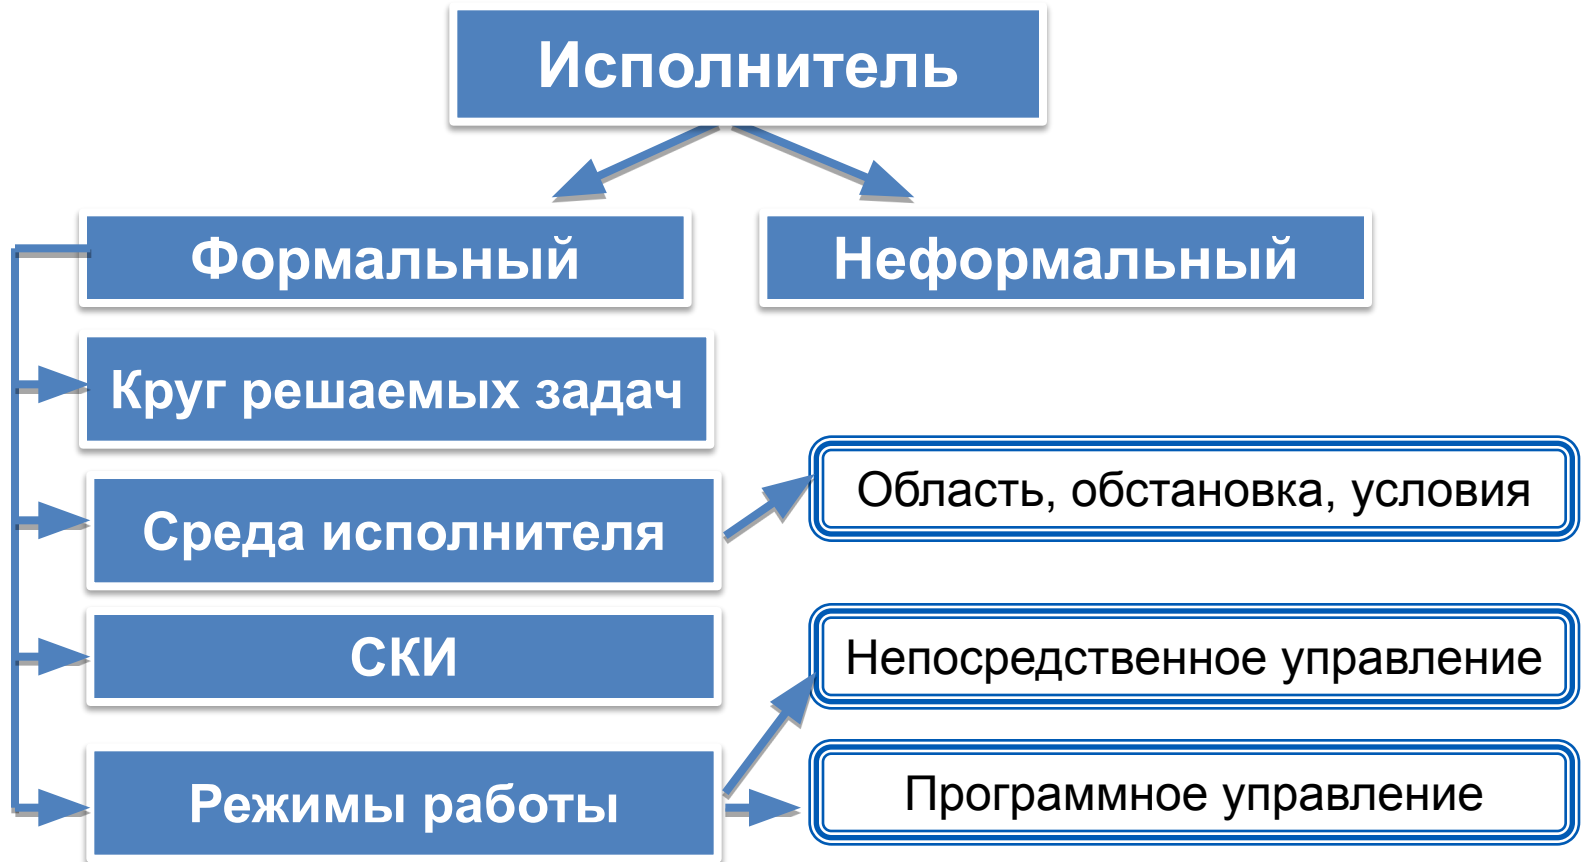 Исполнитель
Формальный
Неформальный
Круг решаемых задач
Среда исполнителя
Область, обстановка, условия
СКИ
Непосредственное управление
Режимы работы
Программное управление